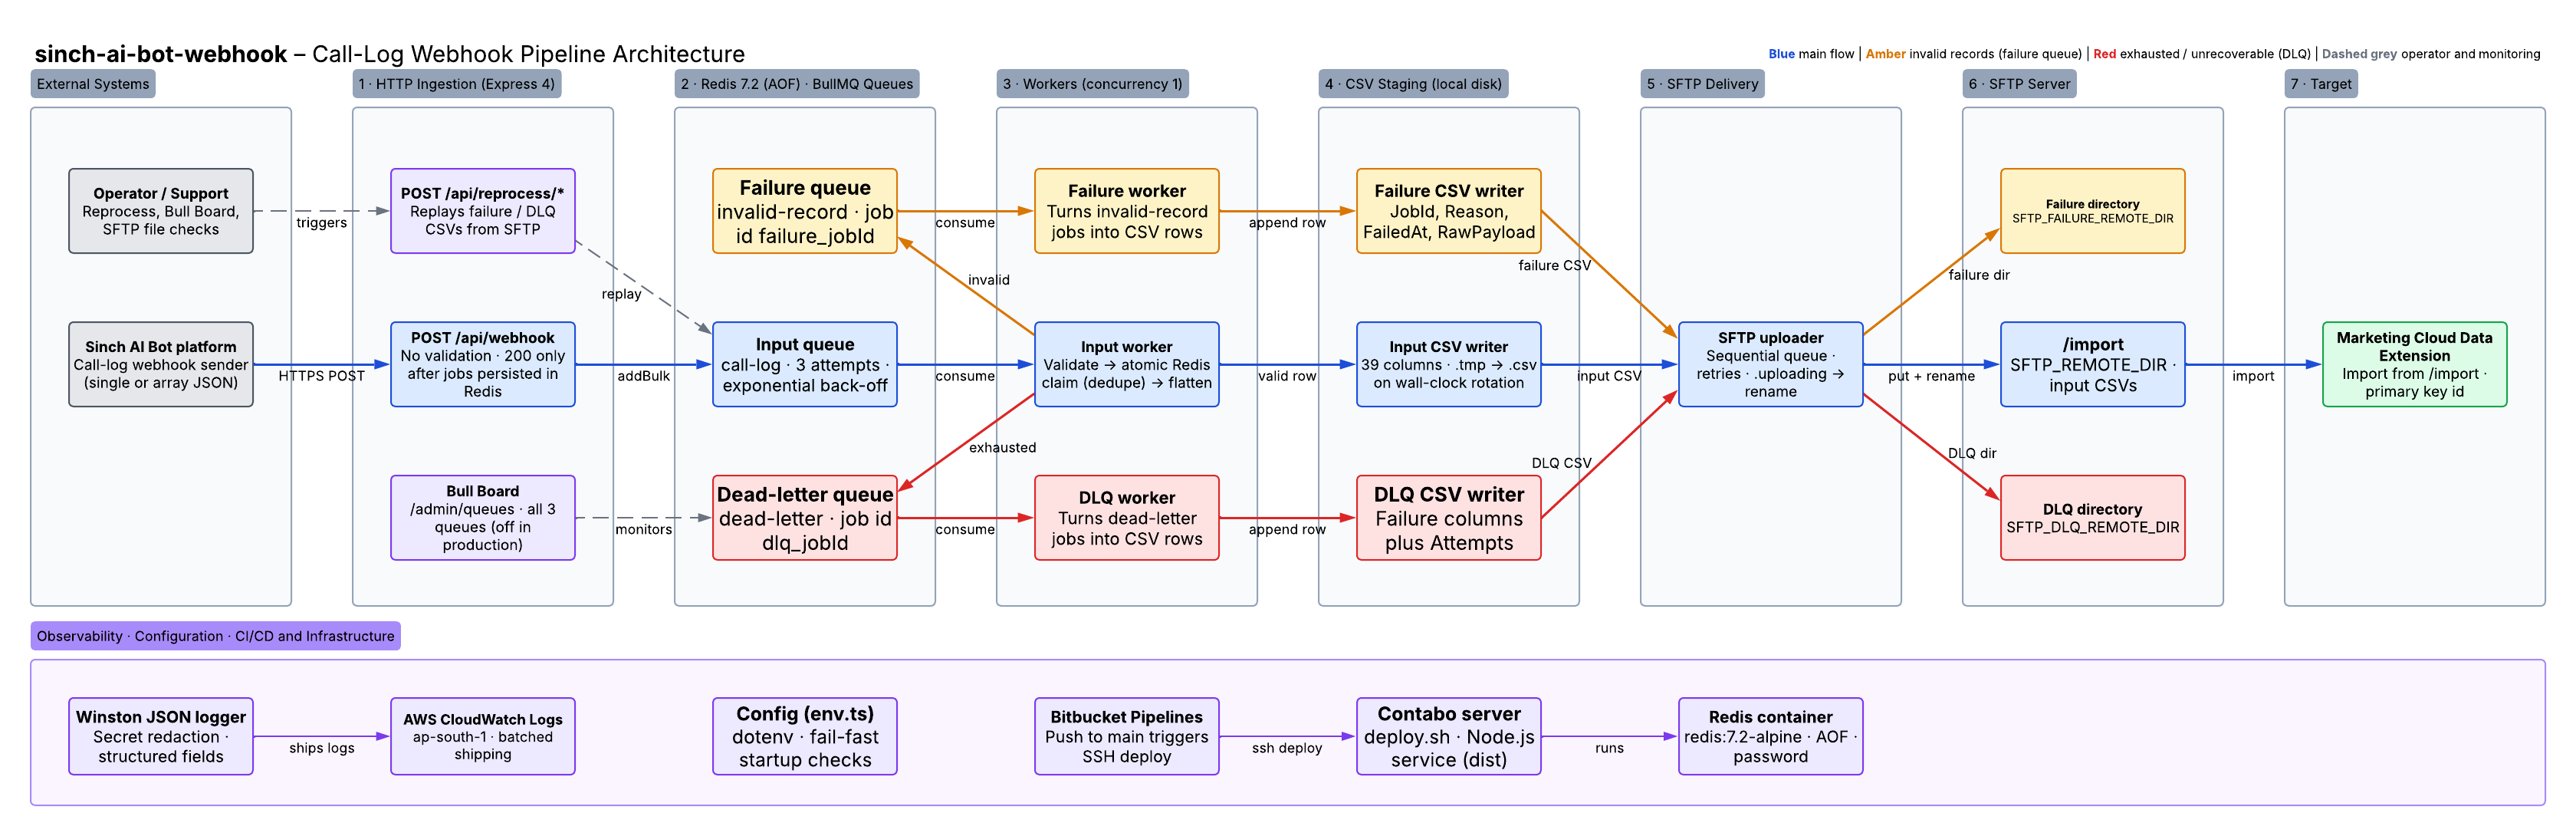 sinch-ai-bot-webhook – Call-Log Webhook Pipeline Architecture
Blue main flow | Amber invalid records (failure queue) | Red exhausted / unrecoverable (DLQ) | Dashed grey operator and monitoring
External Systems
1 · HTTP Ingestion (Express 4)
2 · Redis 7.2 (AOF) · BullMQ Queues
3 · Workers (concurrency 1)
4 · CSV Staging (local disk)
5 · SFTP Delivery
6 · SFTP Server
7 · Target
Operator / Support
Reprocess, Bull Board,
SFTP file checks
triggers
POST /api/reprocess/*
Replays failure / DLQ
CSVs from SFTP
replay
Failure queue
invalid-record · job
id failure_jobId
consume
Failure worker
Turns invalid-record
jobs into CSV rows
append row
Failure CSV writer
JobId, Reason,
FailedAt, RawPayload
failure CSV
Failure directory
SFTP_FAILURE_REMOTE_DIR
invalid
failure dir
Sinch AI Bot platform
Call-log webhook sender
(single or array JSON)
HTTPS POST
POST /api/webhook
No validation · 200 only
after jobs persisted in
Redis
addBulk
Input queue
call-log · 3 attempts ·
exponential back-off
consume
Input worker
Validate → atomic Redis
claim (dedupe) → flatten
valid row
Input CSV writer
39 columns · .tmp → .csv
on wall-clock rotation
input CSV
SFTP uploader
Sequential queue ·
retries · .uploading →
rename
put + rename
/import
SFTP_REMOTE_DIR ·
input CSVs
import
Marketing Cloud Data
Extension
Import from /import ·
primary key id
exhausted
DLQ CSV
DLQ dir
Bull Board
/admin/queues · all 3
queues (off in
production)
monitors
Dead-letter queue
dead-letter · job id
dlq_jobId
consume
DLQ worker
Turns dead-letter
jobs into CSV rows
append row
DLQ CSV writer
Failure columns
plus Attempts
DLQ directory
SFTP_DLQ_REMOTE_DIR
Observability · Configuration · CI/CD and Infrastructure
Winston JSON logger
Secret redaction ·
structured fields
ships logs
AWS CloudWatch Logs
ap-south-1 · batched
shipping
Config (env.ts)
dotenv · fail-fast
startup checks
Bitbucket Pipelines
Push to main triggers
SSH deploy
ssh deploy
Contabo server
deploy.sh · Node.js
service (dist)
runs
Redis container
redis:7.2-alpine · AOF ·
password